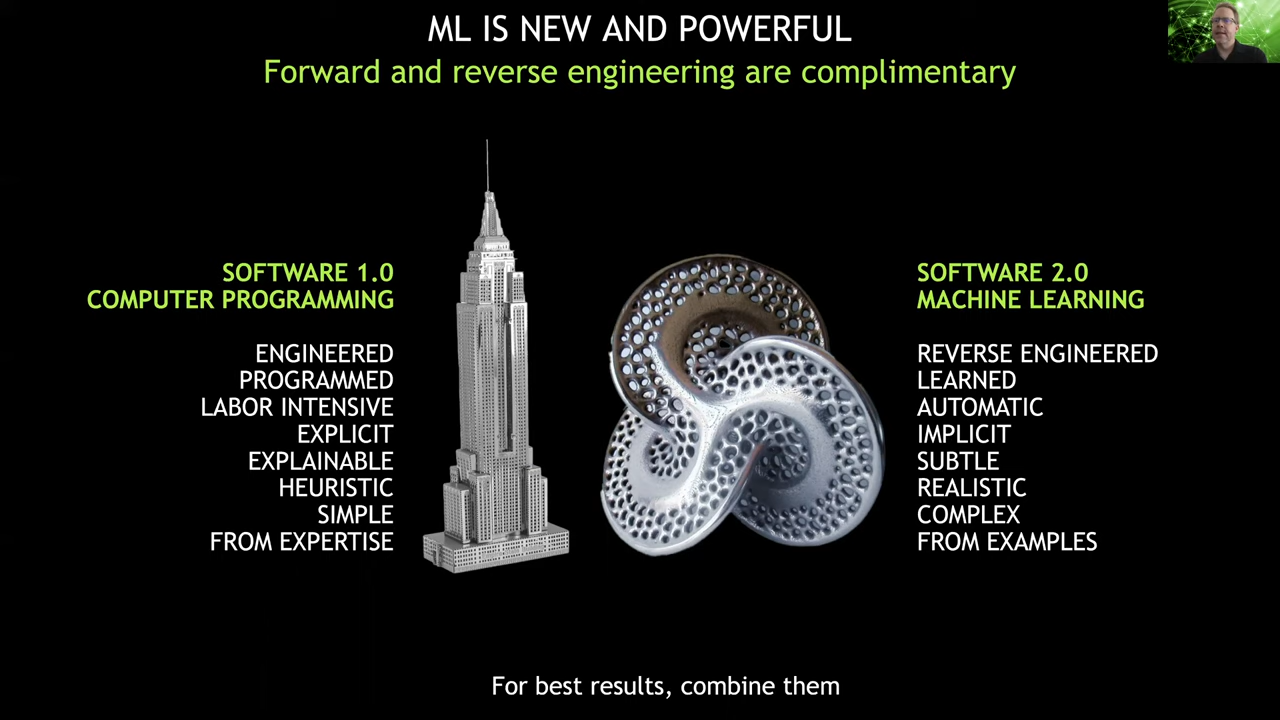 ML IS NEW AND POWERFUL
Forward and reverse engineering are complimentary
SOFTWARE 1.0
COMPUTER PROGRAMMING
ENGINEERED
PROGRAMMED
LABOR INTENSIVE
EXPLICIT
EXPLAINABLE
HEURISTIC
SIMPLE
FROM EXPERTISE
SOFTWARE 2.0
MACHINE LEARNING
REVERSE ENGINEERED
LEARNED
AUTOMATIC
IMPLICIT
SUBTLE
REALISTIC
COMPLEX
FROM EXAMPLES
For best results, combine them